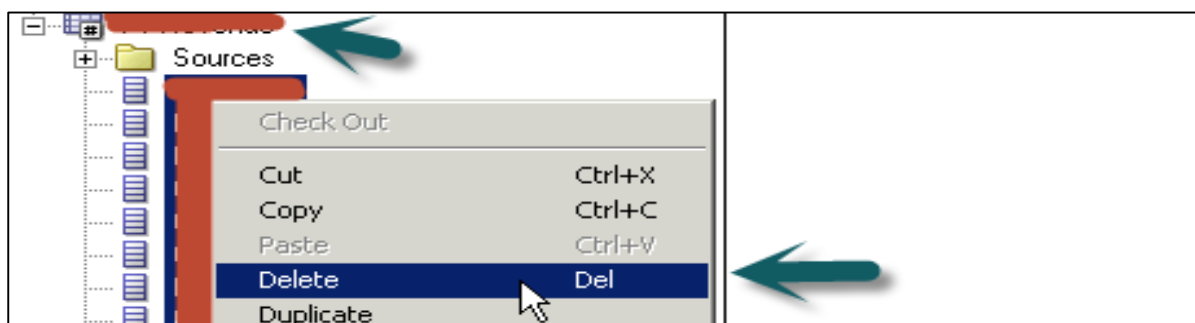 Sources
Check Out
Cut Ctrl+X
Copy Ctrl+C
Paste Ctrl+V
Delete Del
Duplicate